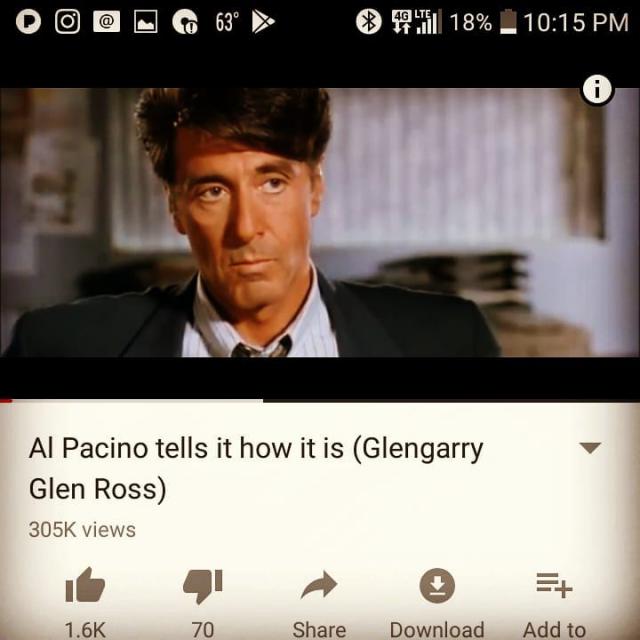 63° 4G LTE 18% 10:15 PM
Al Pacino tells it how it is (Glengarry
Glen Ross)
305K views
1.6K 70 Share Download Add to